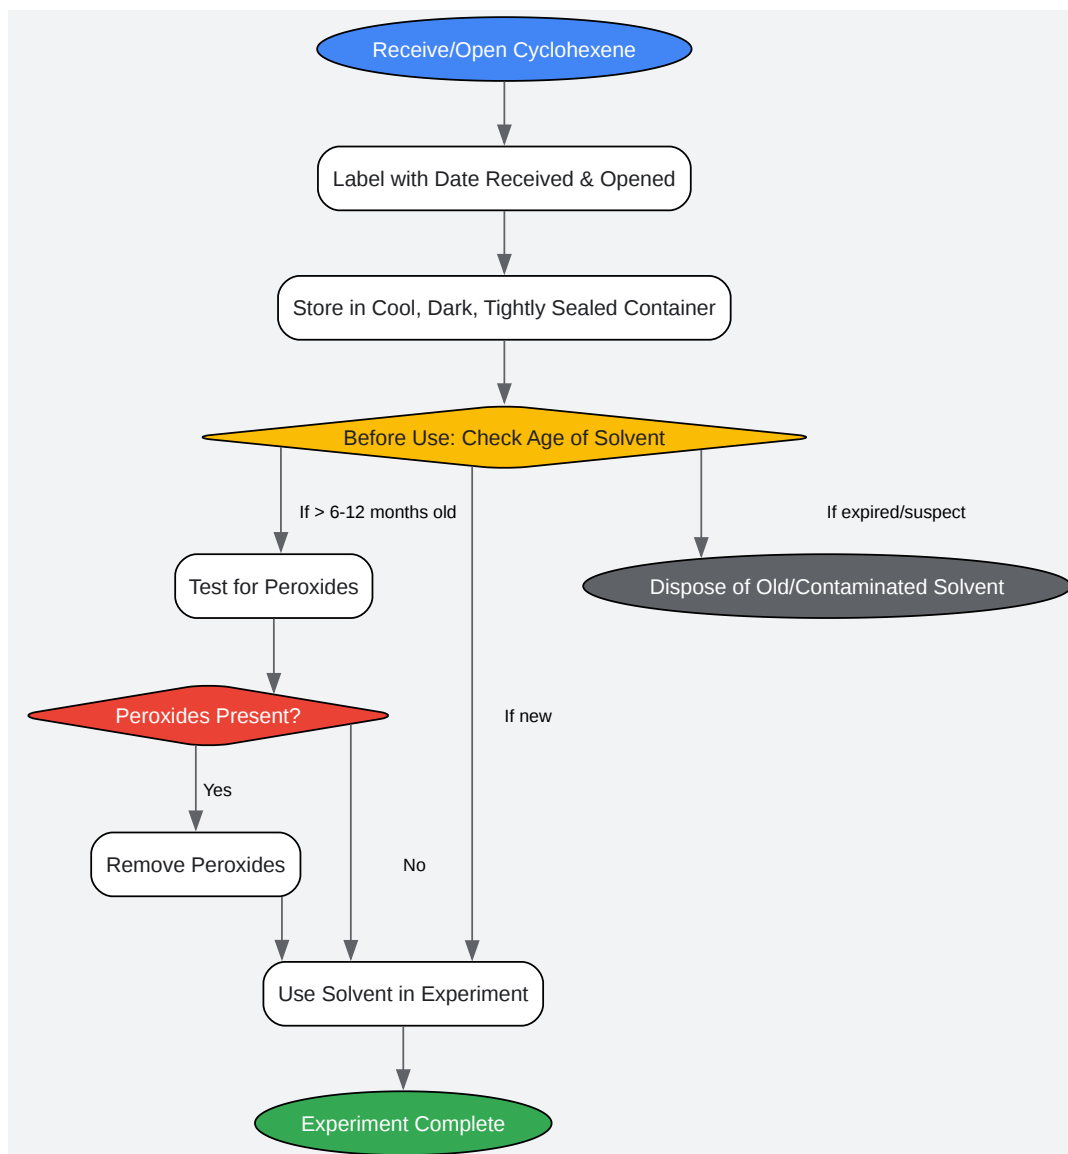 Receive/Open Cyclohexene
Label with Date Received & Opened
Store in Cool, Dark, Tightly Sealed Container
Before Use: Check Age of Solvent
If > 6-12 months old
If expired/suspect
Test for Peroxides
Dispose of Old/Contaminated Solvent
Peroxides Present?
If new
Yes
Remove Peroxides
No
Use Solvent in Experiment
Experiment Complete